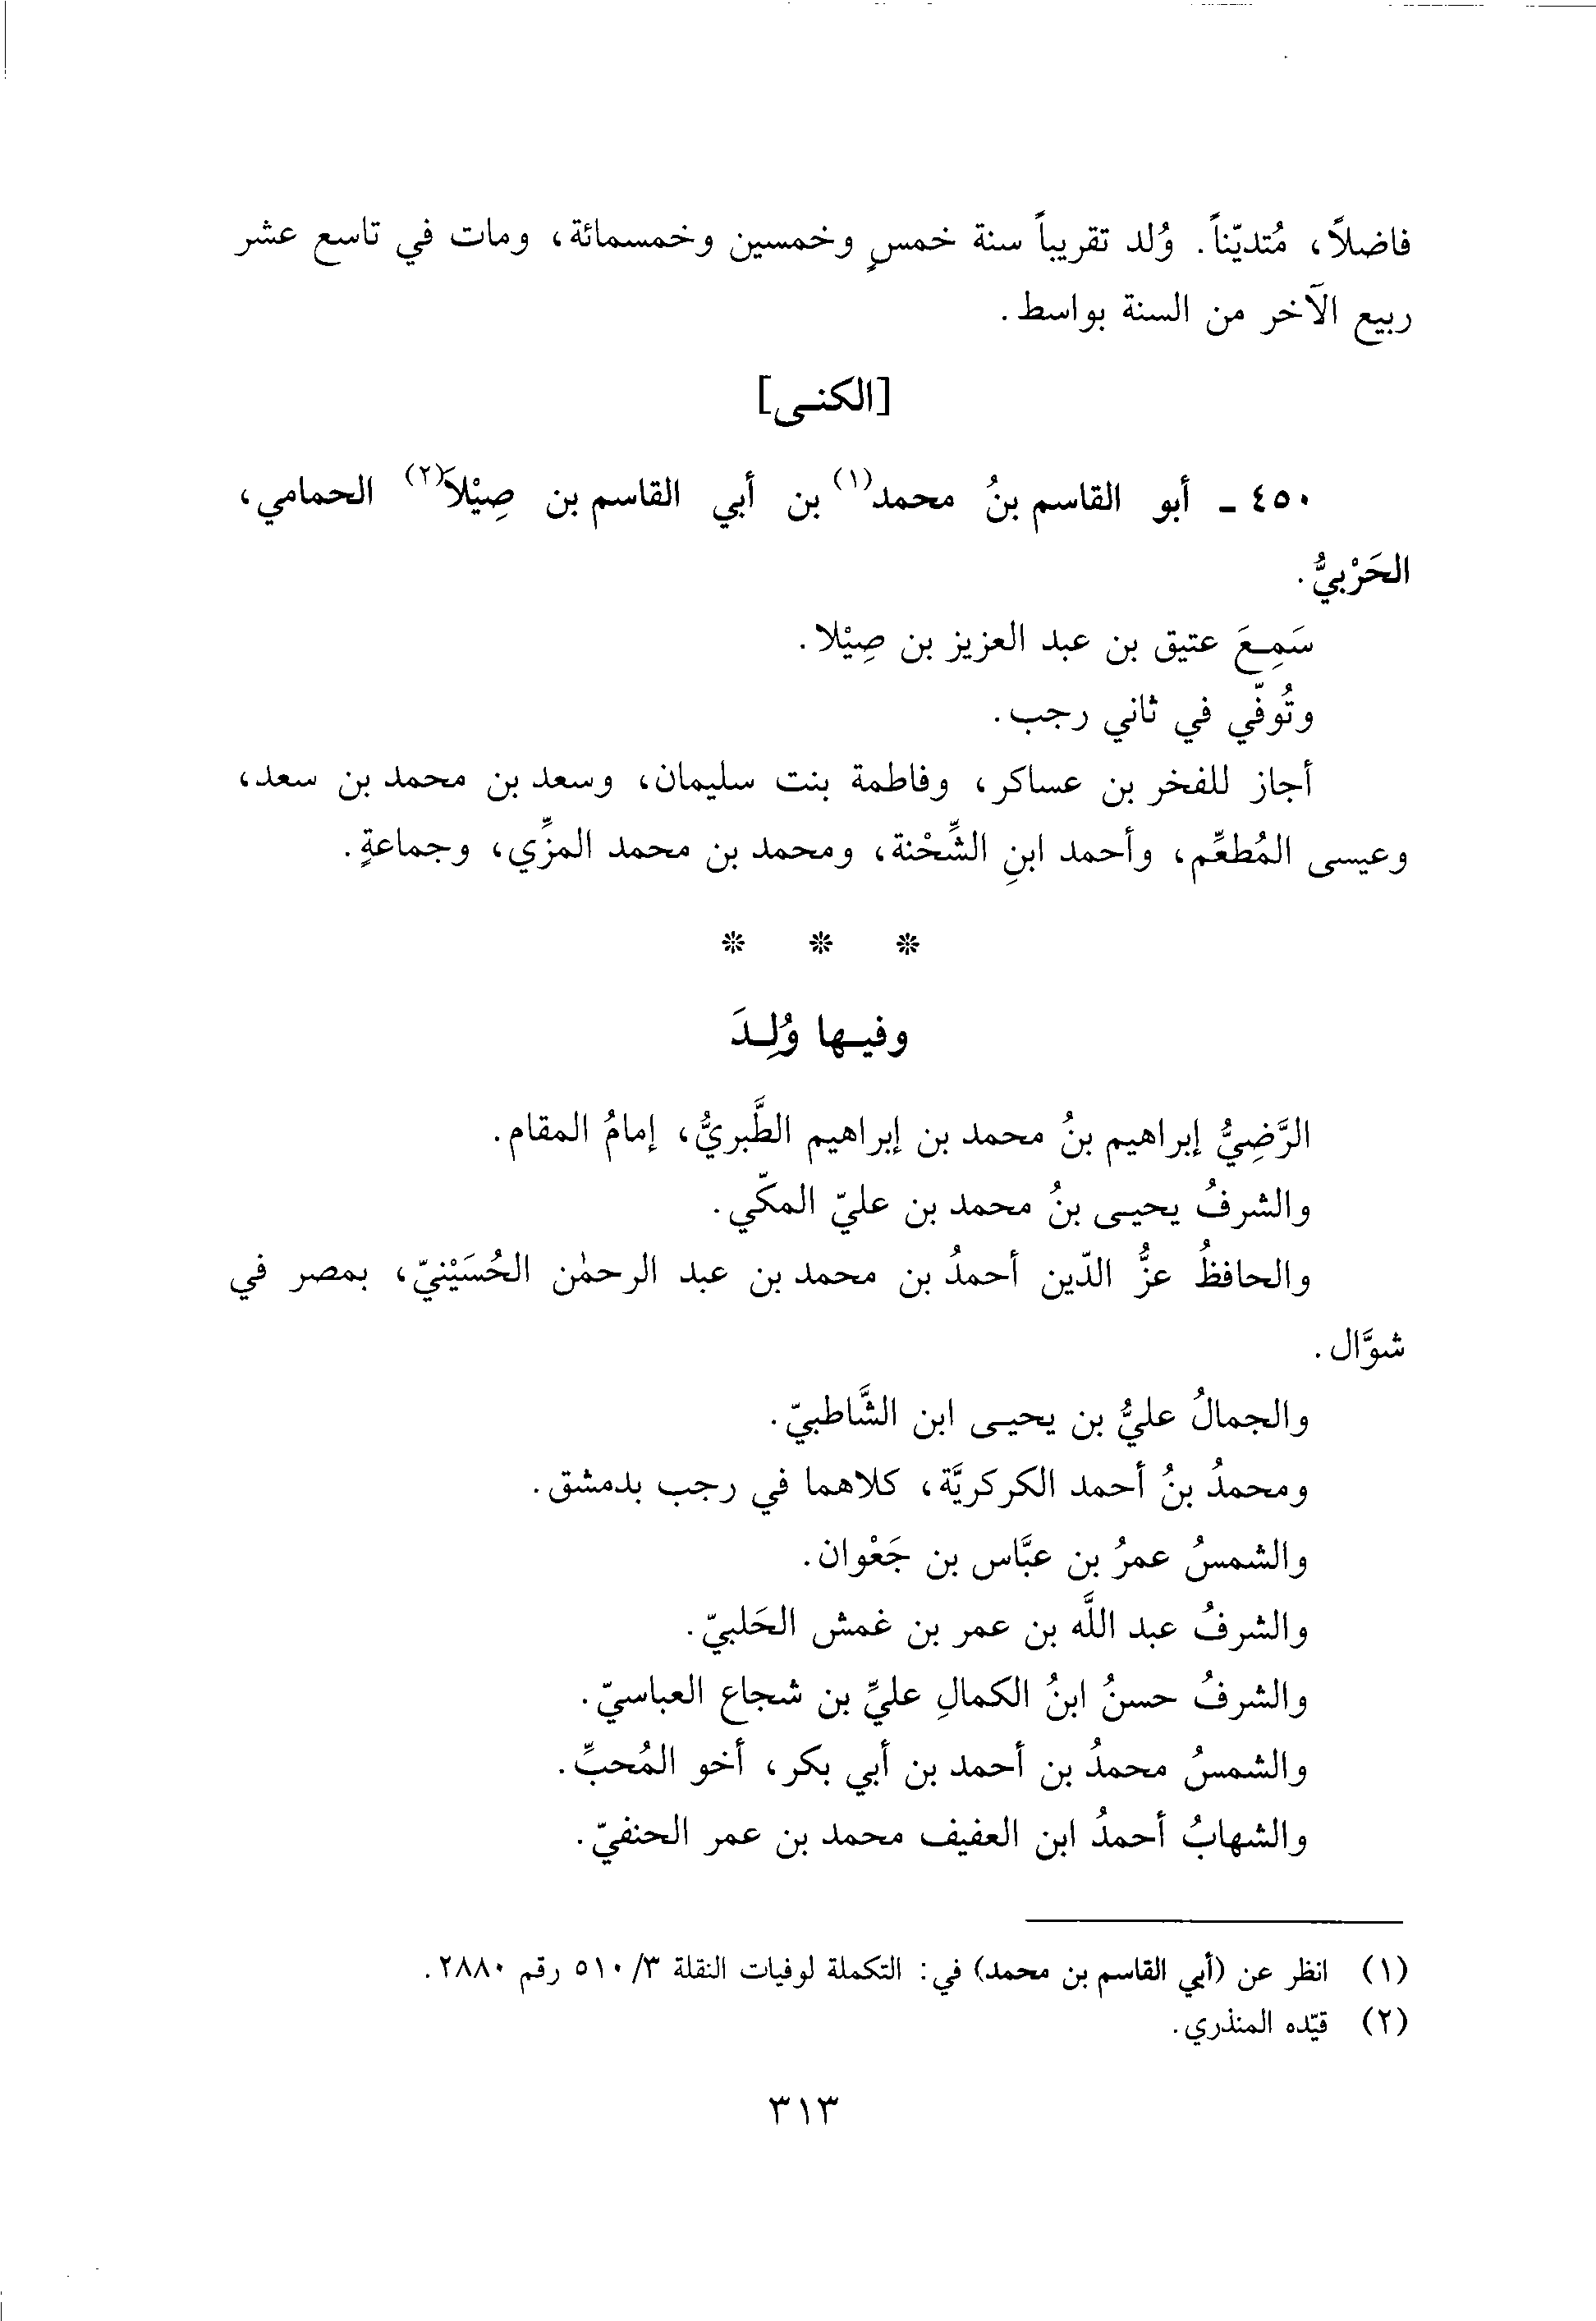 فاضلاً، مُتديّناً. وُلد تقريباً سنة خمسٍ وخمسين وخمسمائة، ومات في تاسع عشر
ربيع الآخر من السنة بواسط.
[الكنـى]
٤٥٠ ـ أبو القاسم بنُ محمد(١) بن أبي القاسم بن صِيْلاَ(٢) الحمامي،
الحَرْبيُّ.
سَمِـعَ عتيق بن عبد العزيز بن صِيْلا.
وتُوفّي في ثاني رجب.
أجاز للفخر بن عساكر، وفاطمة بنت سليمان، وسعد بن محمد بن سعد،
وعيسى المُطعِّم، وأحمد ابنِ الشِّحْنة، ومحمد بن محمد المزِّي، وجماعةٍ.
* * *
وفيـها وُلِـدَ
الرَّضِيُّ إبراهيم بنُ محمد بن إبراهيم الطَّبريُّ، إمامُ المقام.
والشرفُ يحيـى بنُ محمد بن عليّ المكّي.
والحافظُ عزُّ الدّين أحمدُ بن محمد بن عبد الرحمٰن الحُسَيْنيّ، بمصر في
شوَّال.
والجمالُ عليُّ بن يحيـى ابن الشَّاطبيّ.
ومحمدُ بنُ أحمد الكركريَّة، كلاهما في رجب بدمشق.
والشمسُ عمرُ بن عبَّاس بن جَعْوان.
والشرفُ عبد اللَّه بن عمر بن غمش الحَلبيّ.
والشرفُ حسنُ ابنُ الكمالِ عليِّ بن شجاع العباسيّ.
والشمسُ محمدُ بن أحمد بن أبي بكر، أخو المُحبِّ.
والشهابُ أحمدُ ابن العفيف محمد بن عمر الحنفيّ.
(١) انظر عن (أبي القاسم بن محمد) في: التكملة لوفيات النقلة ٣/ ٥١٠ رقم ٢٨٨٠.
(٢) قيّده المنذري.
٣١٣